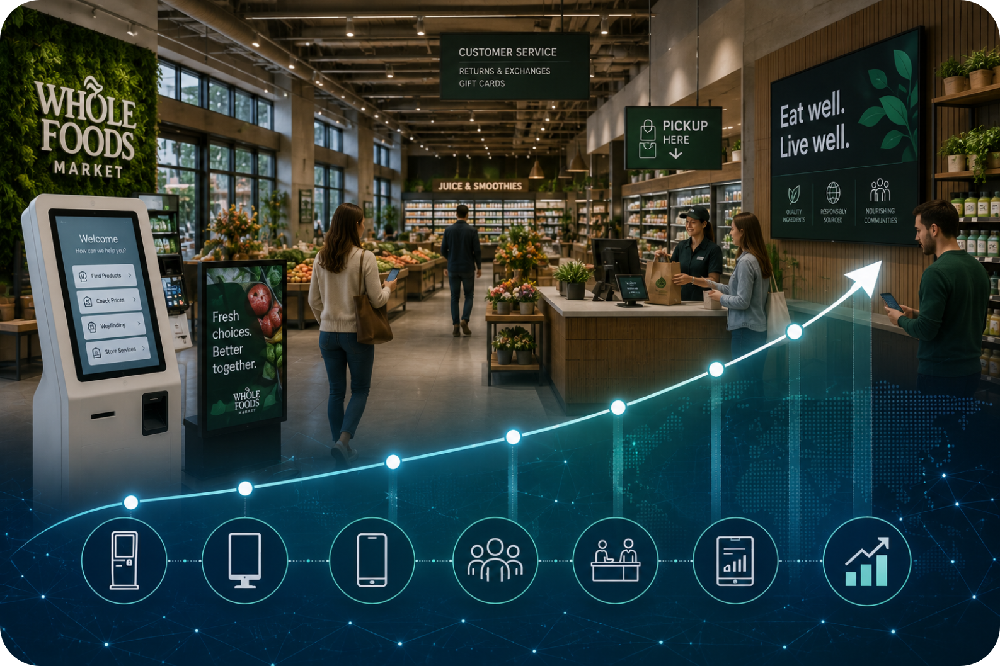 WHOLE
FOODS
MARKET
CUSTOMER SERVICE
RETURNS & EXCHANGES
GIFT CARDS
PICKUP
HERE
Eat well.
Live well.
QUALITY
INGREDIENTS
RESPONSIBLY
SOURCED
NOURISHING
COMMUNITIES
JUICE & SMOOTHIES
Welcome
How can we help you?
Find Products
Check Prices
Wayfinding
Store Services
Fresh
choices.
Better
together.
WHOLE
FOODS
MARKET